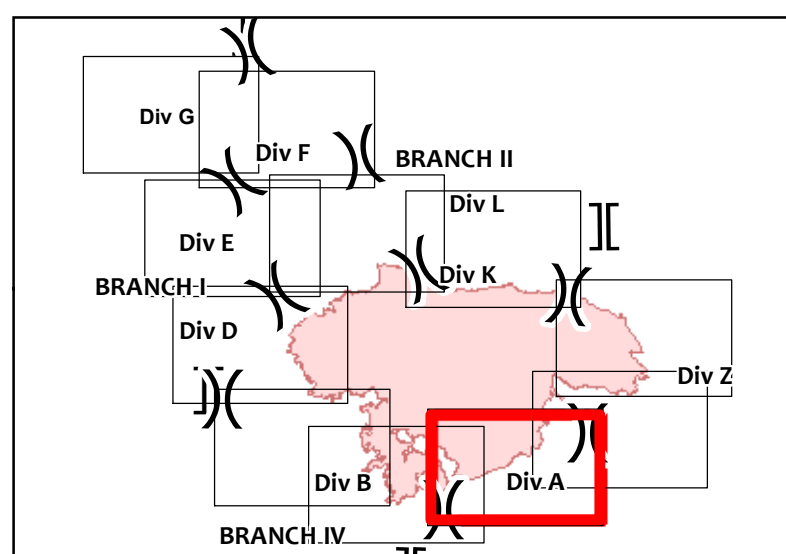 Div G
Div F
BRANCH II
Div L
Div E
Div K
BRANCH I
Div D
Div Z
Div B
Div A
BRANCH IV